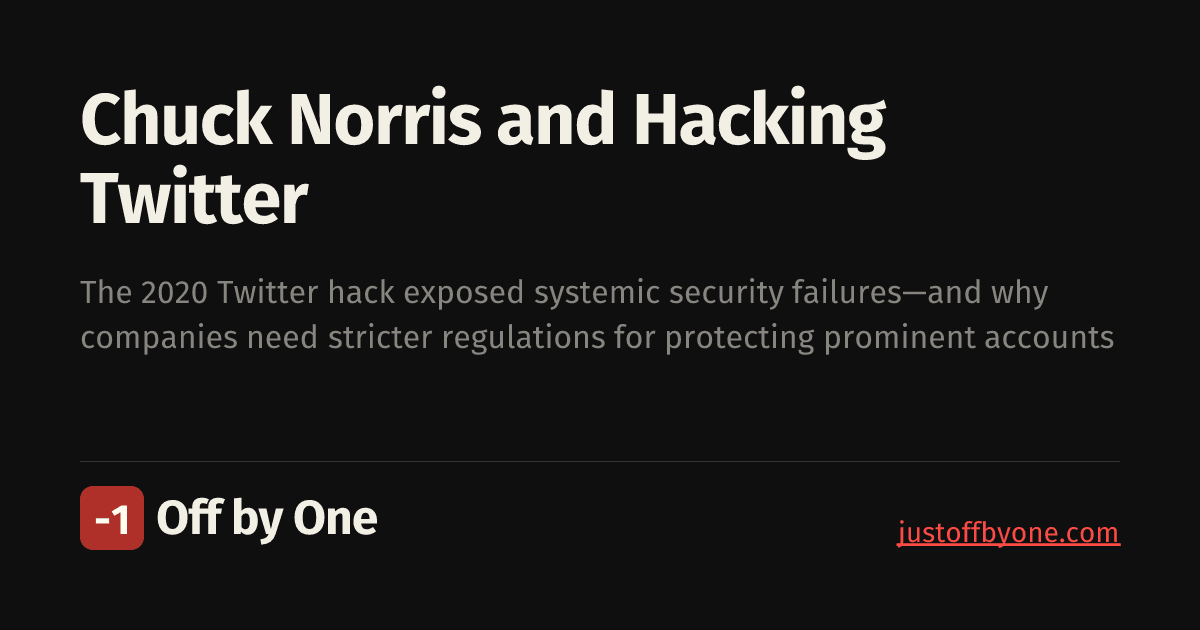 Chuck Norris and Hacking
Twitter
The 2020 Twitter hack exposed systemic security failures—and why
companies need stricter regulations for protecting prominent accounts
-1 Off by One
justoffbyone.com